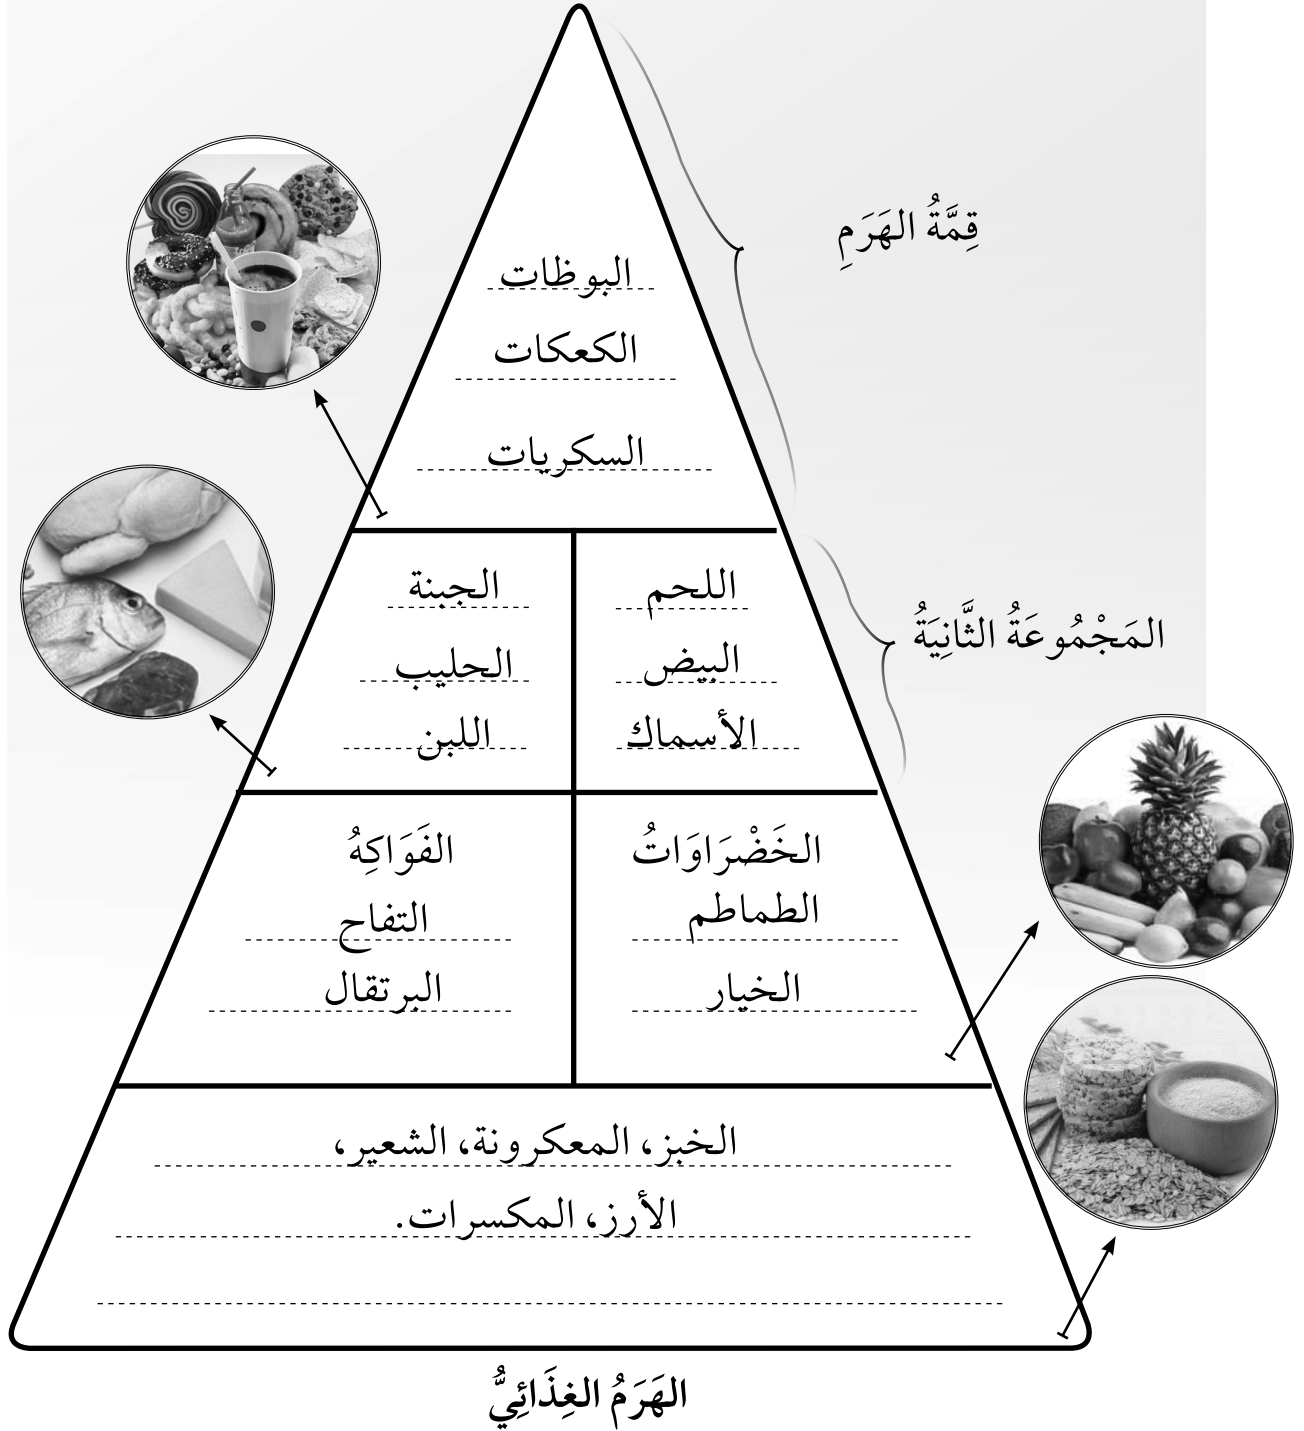 قِمَّةُ الهَرَمِ
البوظات
الكعكات
السكريات
المَجْمُوعَةُ الثَّانِيَةُ
اللحم
البيض
الأسماك
الجبنة
الحليب
اللبن
الخَضْرَاوَاتُ
الطماطم
الخيار
الفَوَاكِهُ
التفاح
البرتقال
الخبز، المعكرونة، الشعير،
الأرز، المكسرات.
الهَرَمُ الغِذَائِيُّ